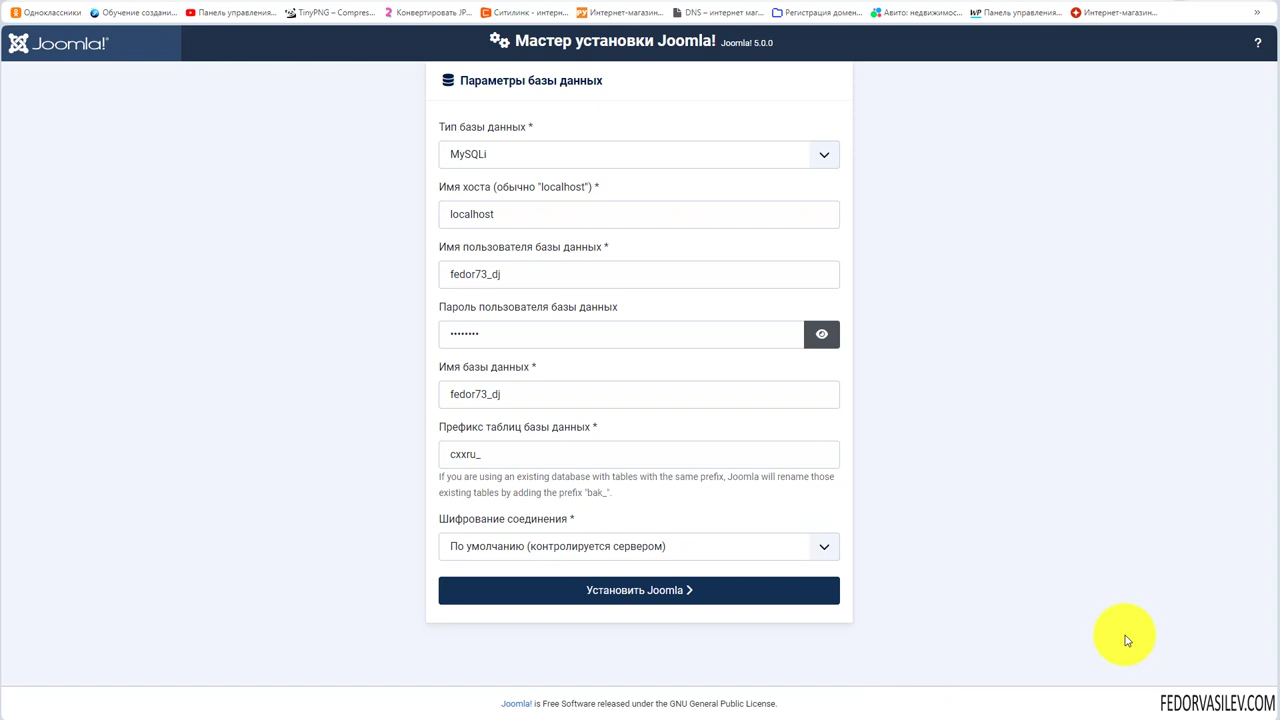 Одноклассники
Обучение создани...
Панель управления...
TinyPNG – Compres...
Конвертировать JP...
Ситилинк - интерн...
Интернет-магазин...
DNS – интернет маг...
Регистрация домен...
Авито: недвижимос...
Панель управления...
Интернет-магазин...
»
Joomla!®
Мастер установки Joomla! Joomla! 5.0.0
?
Параметры базы данных
Тип базы данных *
MySQLi
Имя хоста (обычно "localhost") *
localhost
Имя пользователя базы данных *
fedor73_dj
Пароль пользователя базы данных
••••••••
Имя базы данных *
fedor73_dj
Префикс таблиц базы данных *
cxxru_
If you are using an existing database with tables with the same prefix, Joomla will rename those
existing tables by adding the prefix "bak_".
Шифрование соединения *
По умолчанию (контролируется сервером)
Установить Joomla
Joomla! is Free Software released under the GNU General Public License.
FEDORVASILEV.COM